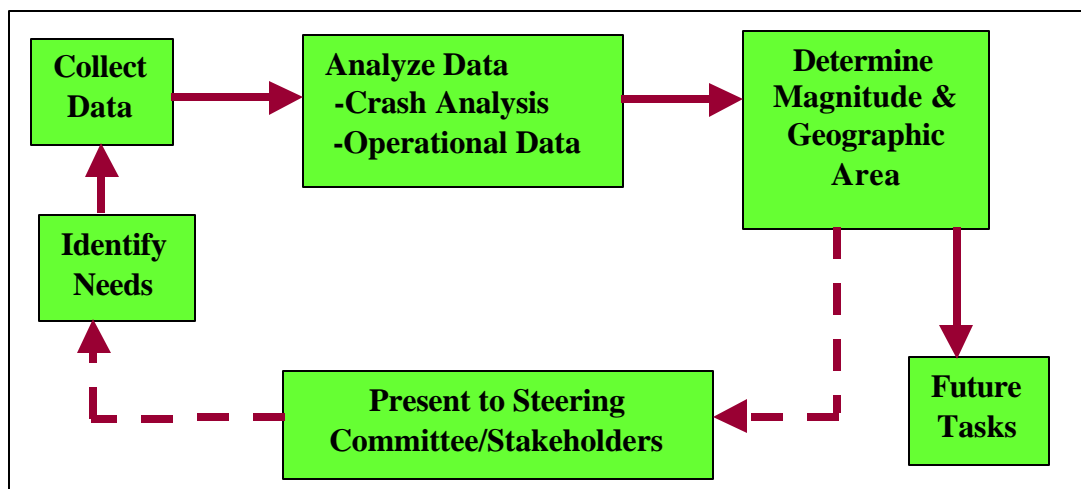 Collect
Data
Analyze Data
-Crash Analysis
-Operational Data
Determine
Magnitude &
Geographic
Area
Identify
Needs
Present to Steering
Committee/Stakeholders
Future
Tasks